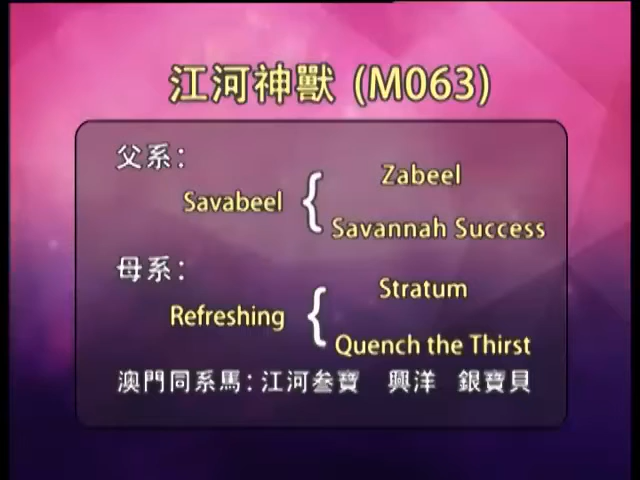 江河神獸 (M063)
父系：
Zabeel
Savabeel {
Savannah Success
母系：
Stratum
Refreshing {
Quench the Thirst
澳門同系馬：江河叁寶 興洋 銀寶貝